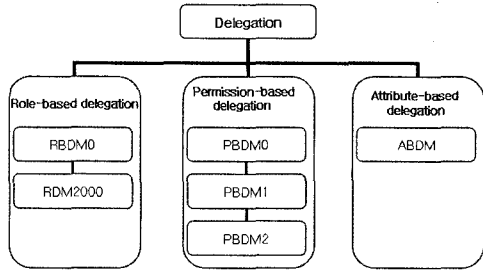 Delegation
Role-based delegation
RBDM0
RDM2000
Permission-based
delegation
PBDM0
PBDM1
PBDM2
Attribute-based
delegation
ABDM